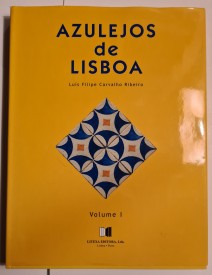 AZULEJOS
de
LISBOA
Luís Filipe Carvalho Ribeiro
Volume I